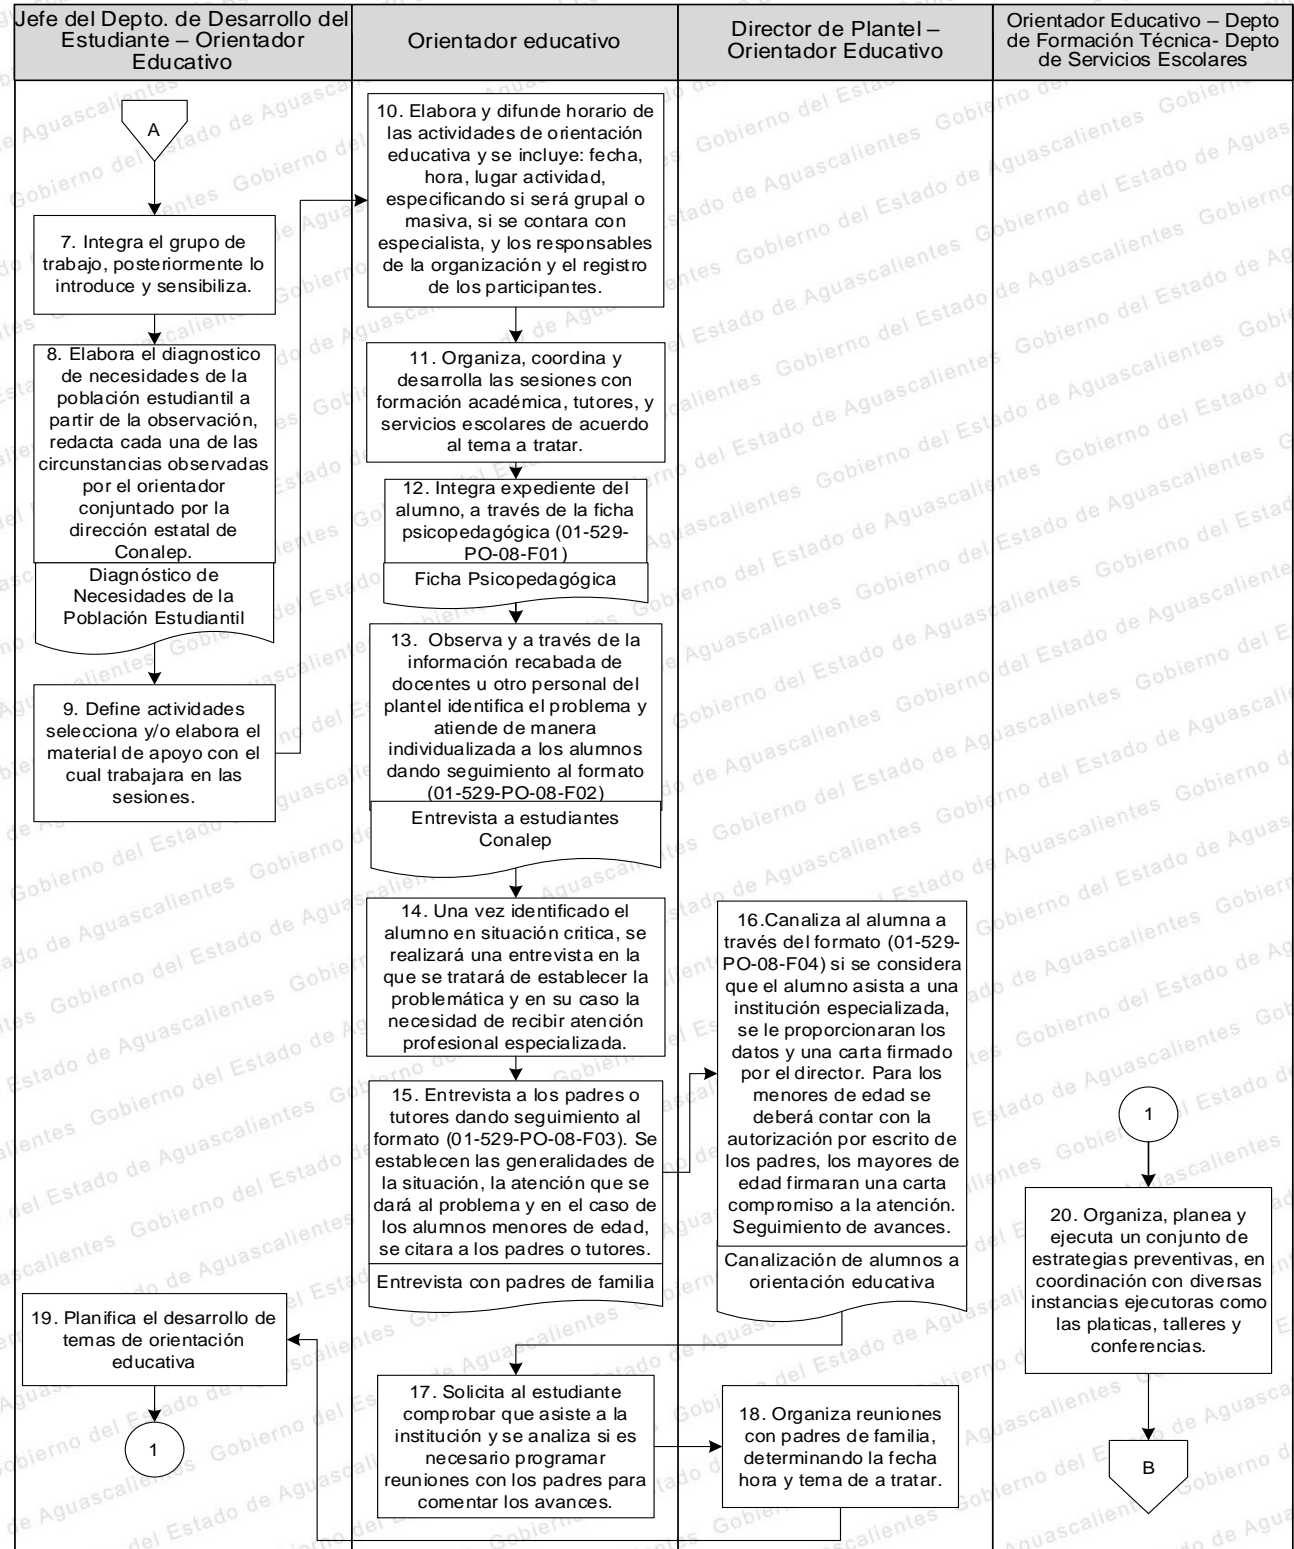 Jefe del Depto. de Desarrollo del
Estudiante – Orientador
Educativo
Orientador educativo
Director de Plantel –
Orientador Educativo
Orientador Educativo – Depto
de Formación Técnica- Depto
de Servicios Escolares
A
7. Integra el grupo de
trabajo, posteriormente lo
introduce y sensibiliza.
8. Elabora el diagnostico
de necesidades de la
población estudiantil a
partir de la observación,
redacta cada una de las
circunstancias observadas
por el orientador
conjuntado por la
dirección estatal de
Conalep.
Diagnóstico de
Necesidades de la
Población Estudiantil
9. Define actividades
selecciona y/o elabora el
material de apoyo con el
cual trabajara en las
sesiones.
10. Elabora y difunde horario de
las actividades de orientación
educativa y se incluye: fecha,
hora, lugar actividad,
especificando si será grupal o
masiva, si se contara con
especialista, y los responsables
de la organización y el registro
de los participantes.
11. Organiza, coordina y
desarrolla las sesiones con
formación académica, tutores, y
servicios escolares de acuerdo
al tema a tratar.
12. Integra expediente del
alumno, a través de la ficha
psicopedagógica (01-529-
PO-08-F01)
Ficha Psicopedagógica
13. Observa y a través de la
información recabada de
docentes u otro personal del
plantel identifica el problema y
atiende de manera
individualizada a los alumnos
dando seguimiento al formato
(01-529-PO-08-F02)
Entrevista a estudiantes
Conalep
14. Una vez identificado el
alumno en situación critica, se
realizará una entrevista en la
que se tratará de establecer la
problemática y en su caso la
necesidad de recibir atención
profesional especializada.
15. Entrevista a los padres o
tutores dando seguimiento al
formato (01-529-PO-08-F03). Se
establecen las generalidades de
la situación, la atención que se
dará al problema y en el caso de
los alumnos menores de edad,
se citara a los padres o tutores.
Entrevista con padres de familia
16.Canaliza al alumna a
través del formato (01-529-
PO-08-F04) si se considera
que el alumno asista a una
institución especializada,
se le proporcionaran los
datos y una carta firmado
por el director. Para los
menores de edad se
deberá contar con la
autorización por escrito de
los padres, los mayores de
edad firmaran una carta
compromiso a la atención.
Seguimiento de avances.
Canalización de alumnos a
orientación educativa
17. Solicita al estudiante
comprobar que asiste a la
institución y se analiza si es
necesario programar
reuniones con los padres para
comentar los avances.
18. Organiza reuniones
con padres de familia,
determinando la fecha
hora y tema de a tratar.
19. Planifica el desarrollo de
temas de orientación
educativa
1
1
20. Organiza, planea y
ejecuta un conjunto de
estrategias preventivas, en
coordinación con diversas
instancias ejecutoras como
las platicas, talleres y
conferencias.
B